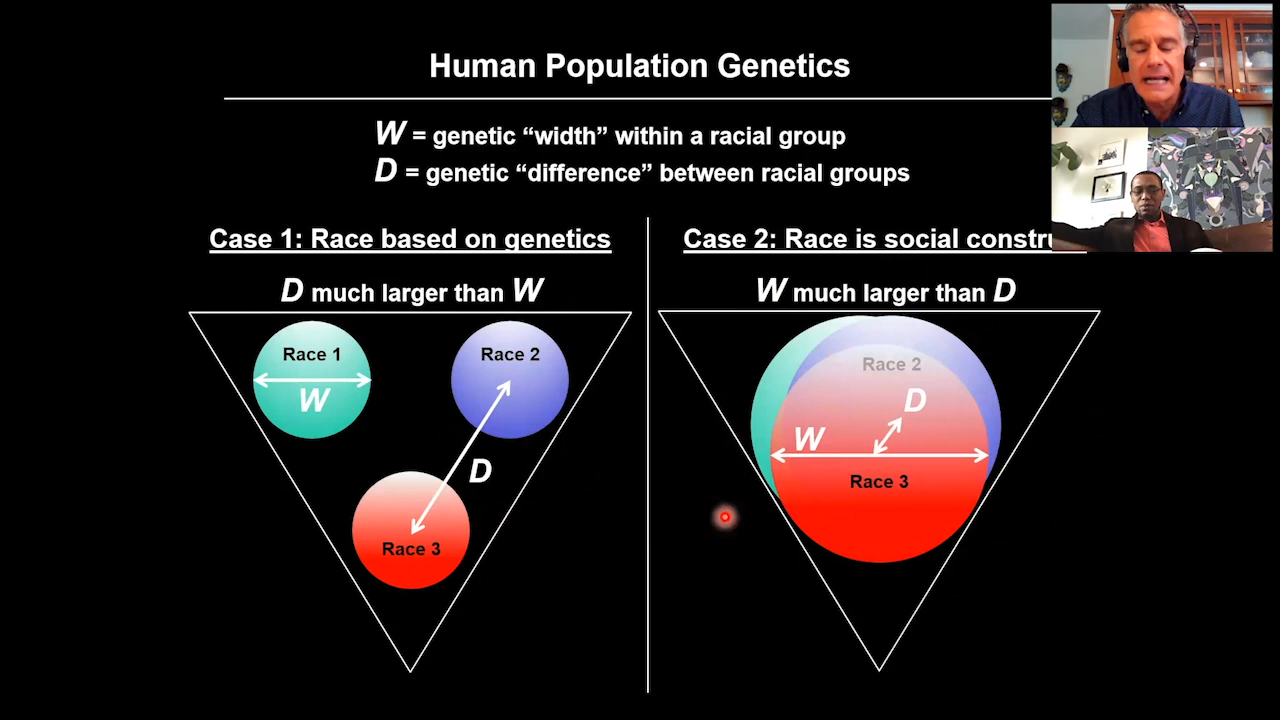 Human Population Genetics
W = genetic “width” within a racial group
D = genetic “difference” between racial groups
Case 1: Race based on genetics
D much larger than W
Race 1
W
Race 2
D
Race 3
Case 2: Race is social constru
W much larger than D
Race 2
D
W
Race 3